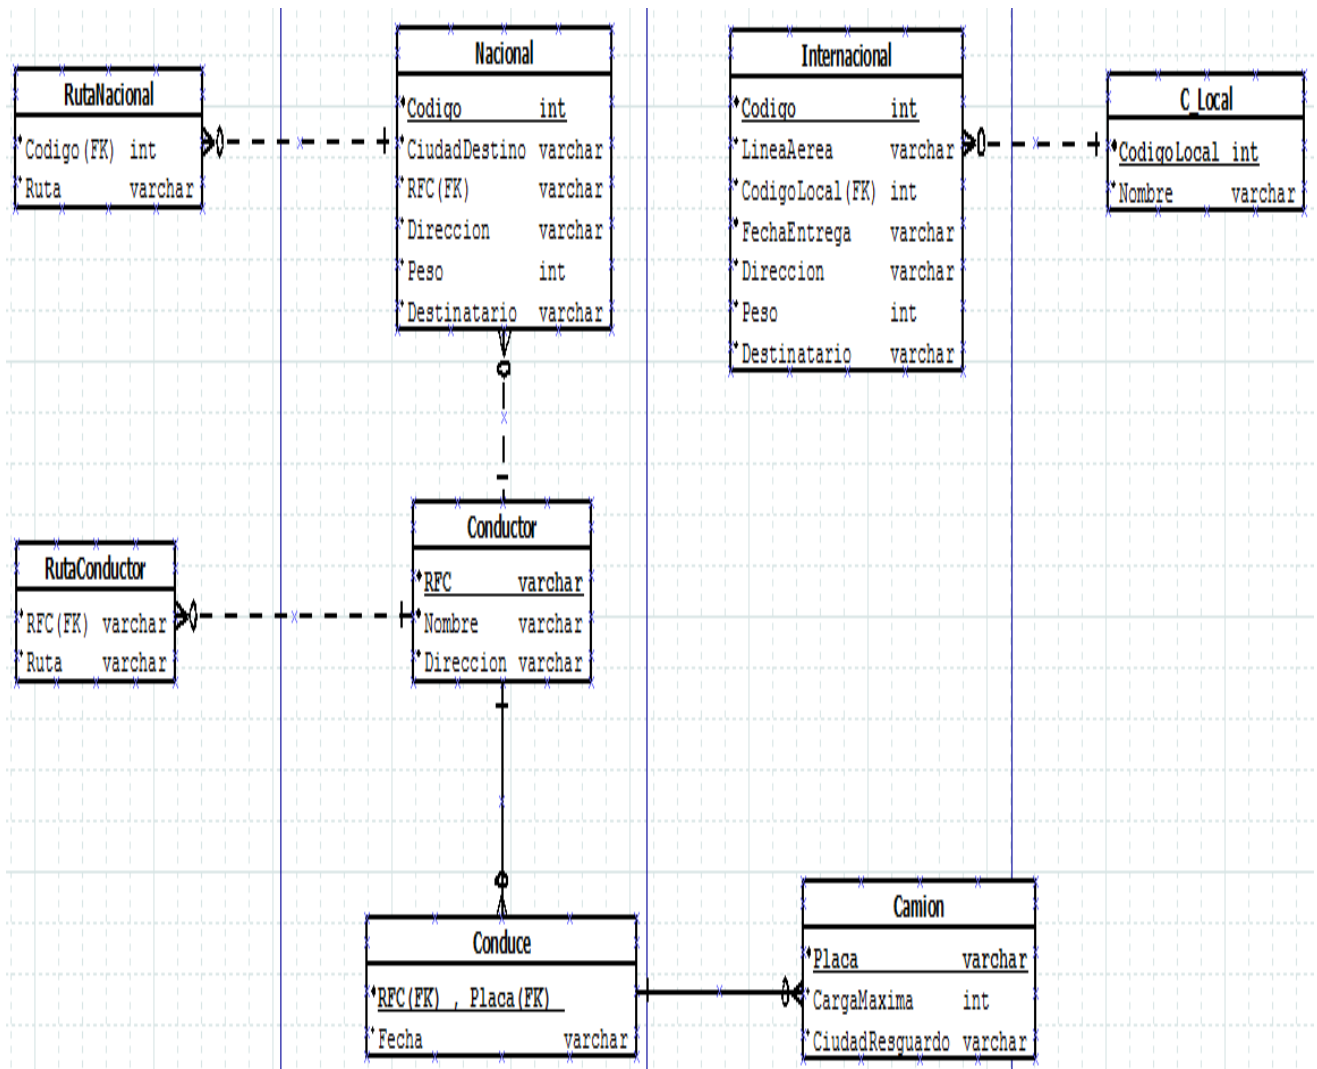 RutaNacional
Codigo(FK) int
Ruta varchar
Nacional
Codigo int
CiudadDestino varchar
RFC(FK) varchar
Direccion varchar
Peso int
Destinatario varchar
Internacional
Codigo int
LineaAerea varchar
CodigoLocal(FK) int
FechaEntrega varchar
Direccion varchar
Peso int
Destinatario varchar
C_Local
CodigoLocal int
Nombre varchar
RutaConductor
RFC(FK) varchar
Ruta varchar
Conductor
RFC varchar
Nombre varchar
Direccion varchar
Conduce
RFC(FK) , Placa(FK)
Fecha varchar
Camion
Placa varchar
CargaMaxima int
CiudadResguardo varchar